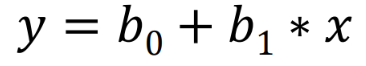 y = b₀ + b₁ * x